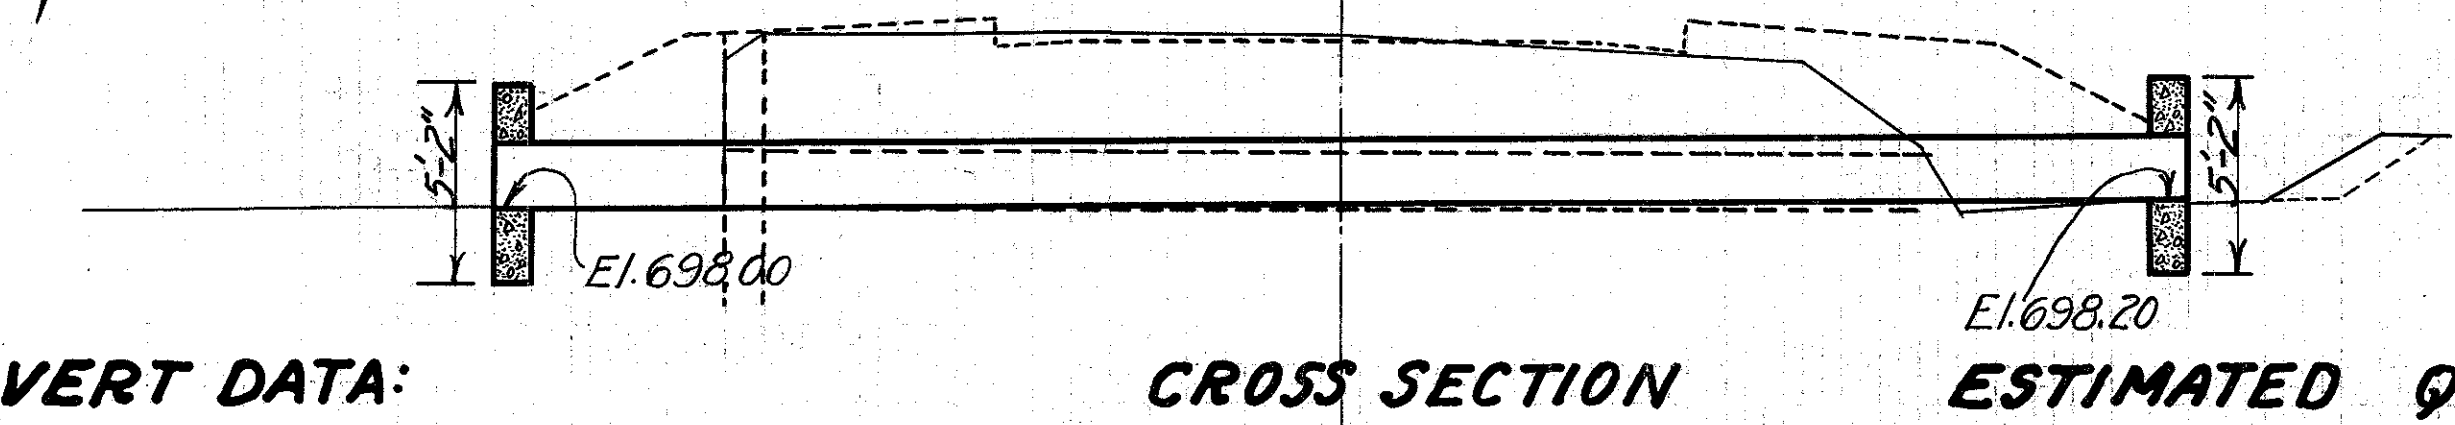 5'-2"
5'-2"
El. 698.00
El. 698.20
VERT DATA:
CROSS SECTION
ESTIMATED Q